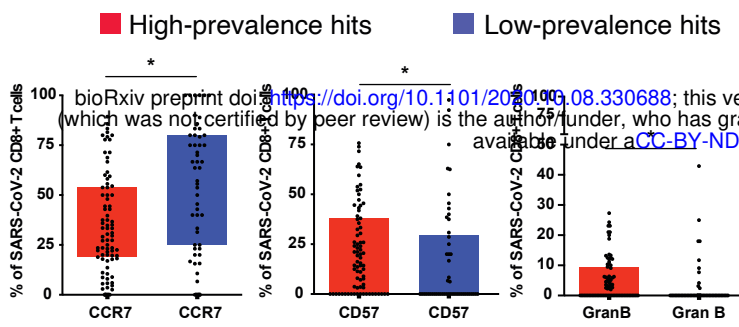 High-prevalence hits
Low-prevalence hits
* * *
bioRxiv preprint doi: https://doi.org/10.1101/2020.10.08.330688; this ve
(which was not certified by peer review) is the author/funder, who has gra
available under aCC-BY-ND
% of SARS-CoV-2 CD8+T cells
100
75
50
25
0
CCR7 CCR7
% of SARS-CoV-2 CD8+T cells
100
75
50
25
0
CD57 CD57
% of SARS-CoV-2 CD8+T cells
100
75
50
40
30
20
10
0
GranB Gran B